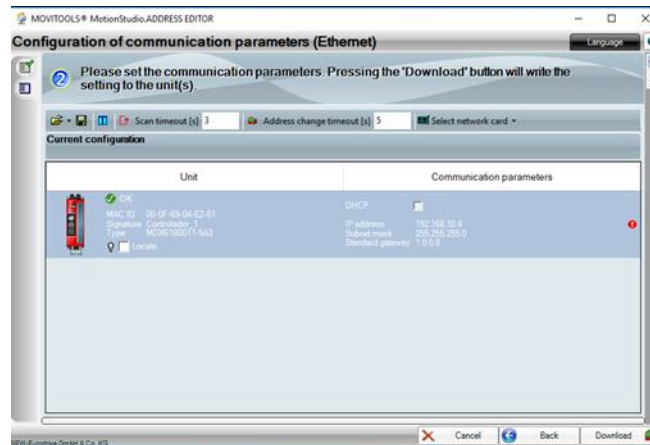 MOVITOOLS® MotionStudio.ADDRESS EDITOR
Configuration of communication parameters (Ethernet)
Language
2 Please set the communication parameters. Pressing the 'Download' button will write the
setting to the unit(s).
Scan timeout [s] 3 Address change timeout [s] 5 Select network card
Current configuration
Unit Communication parameters
OK
MAC ID 00-0F-69-04-E2-61
Signature Controlador_1
Type MDX61B0011-5A3
Locate
DHCP
IP address 192.168.10.4
Subnet mask 255.255.255.0
Standard gateway 1.0.0.0
SEW-Eurodrive GmbH & Co. KG
Cancel Back Download